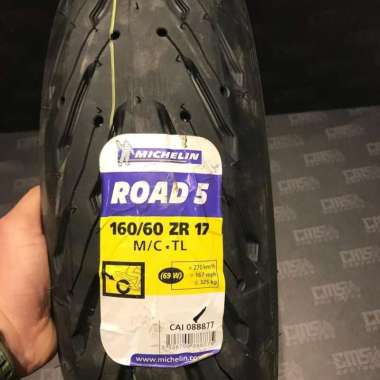 MICHELIN
ROAD 5
160/60 ZR 17
M/C • TL
(69 W)
> 270 km/h
> 167 mph
≤ 325 kg
CAI 088877
www.michelin.com